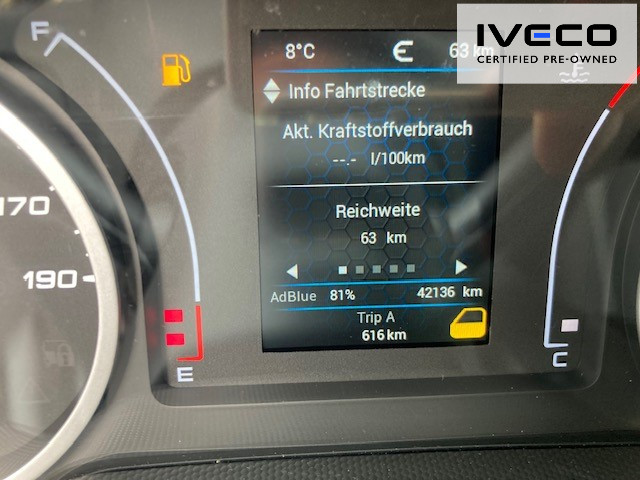 IVECO
CERTIFIED PRE-OWNED
F
8°C
63 km
Info Fahrtstrecke
Akt. Kraftstoffverbrauch
--.- l/100km
170
Reichweite
63 km
190
AdBlue 81% 42136 km
Trip A
616 km
E
C